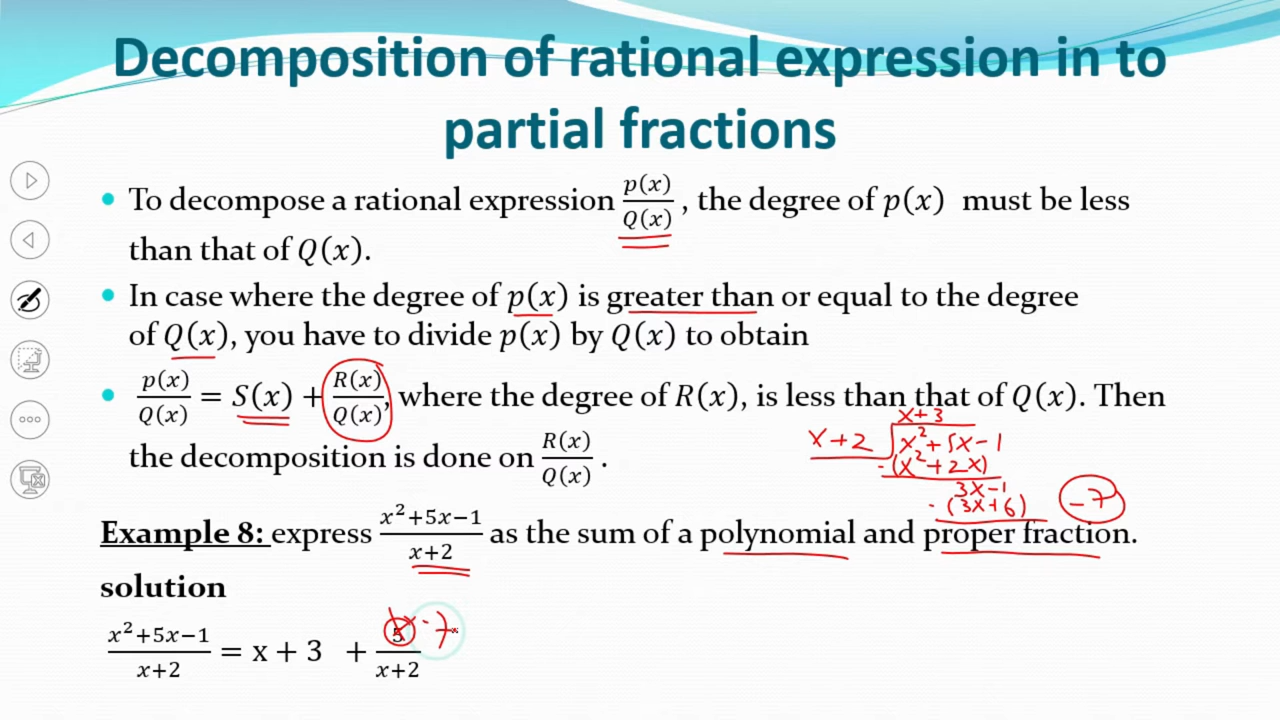 Decomposition of rational expression in to
partial fractions
• To decompose a rational expression p(x)/Q(x) , the degree of p(x) must be less
than that of Q(x).
• In case where the degree of p(x) is greater than or equal to the degree
of Q(x), you have to divide p(x) by Q(x) to obtain
• p(x)/Q(x) = S(x) + R(x)/Q(x), where the degree of R(x), is less than that of Q(x). Then
the decomposition is done on R(x)/Q(x) .
x+3
x+2 x²+5x-1
-(x²+2x)
3x-1
-(3x+6)
-7
Example 8: express x²+5x−1/x+2 as the sum of a polynomial and proper fraction.
solution
x²+5x−1/x+2 = x + 3 + 5/x+2
-7